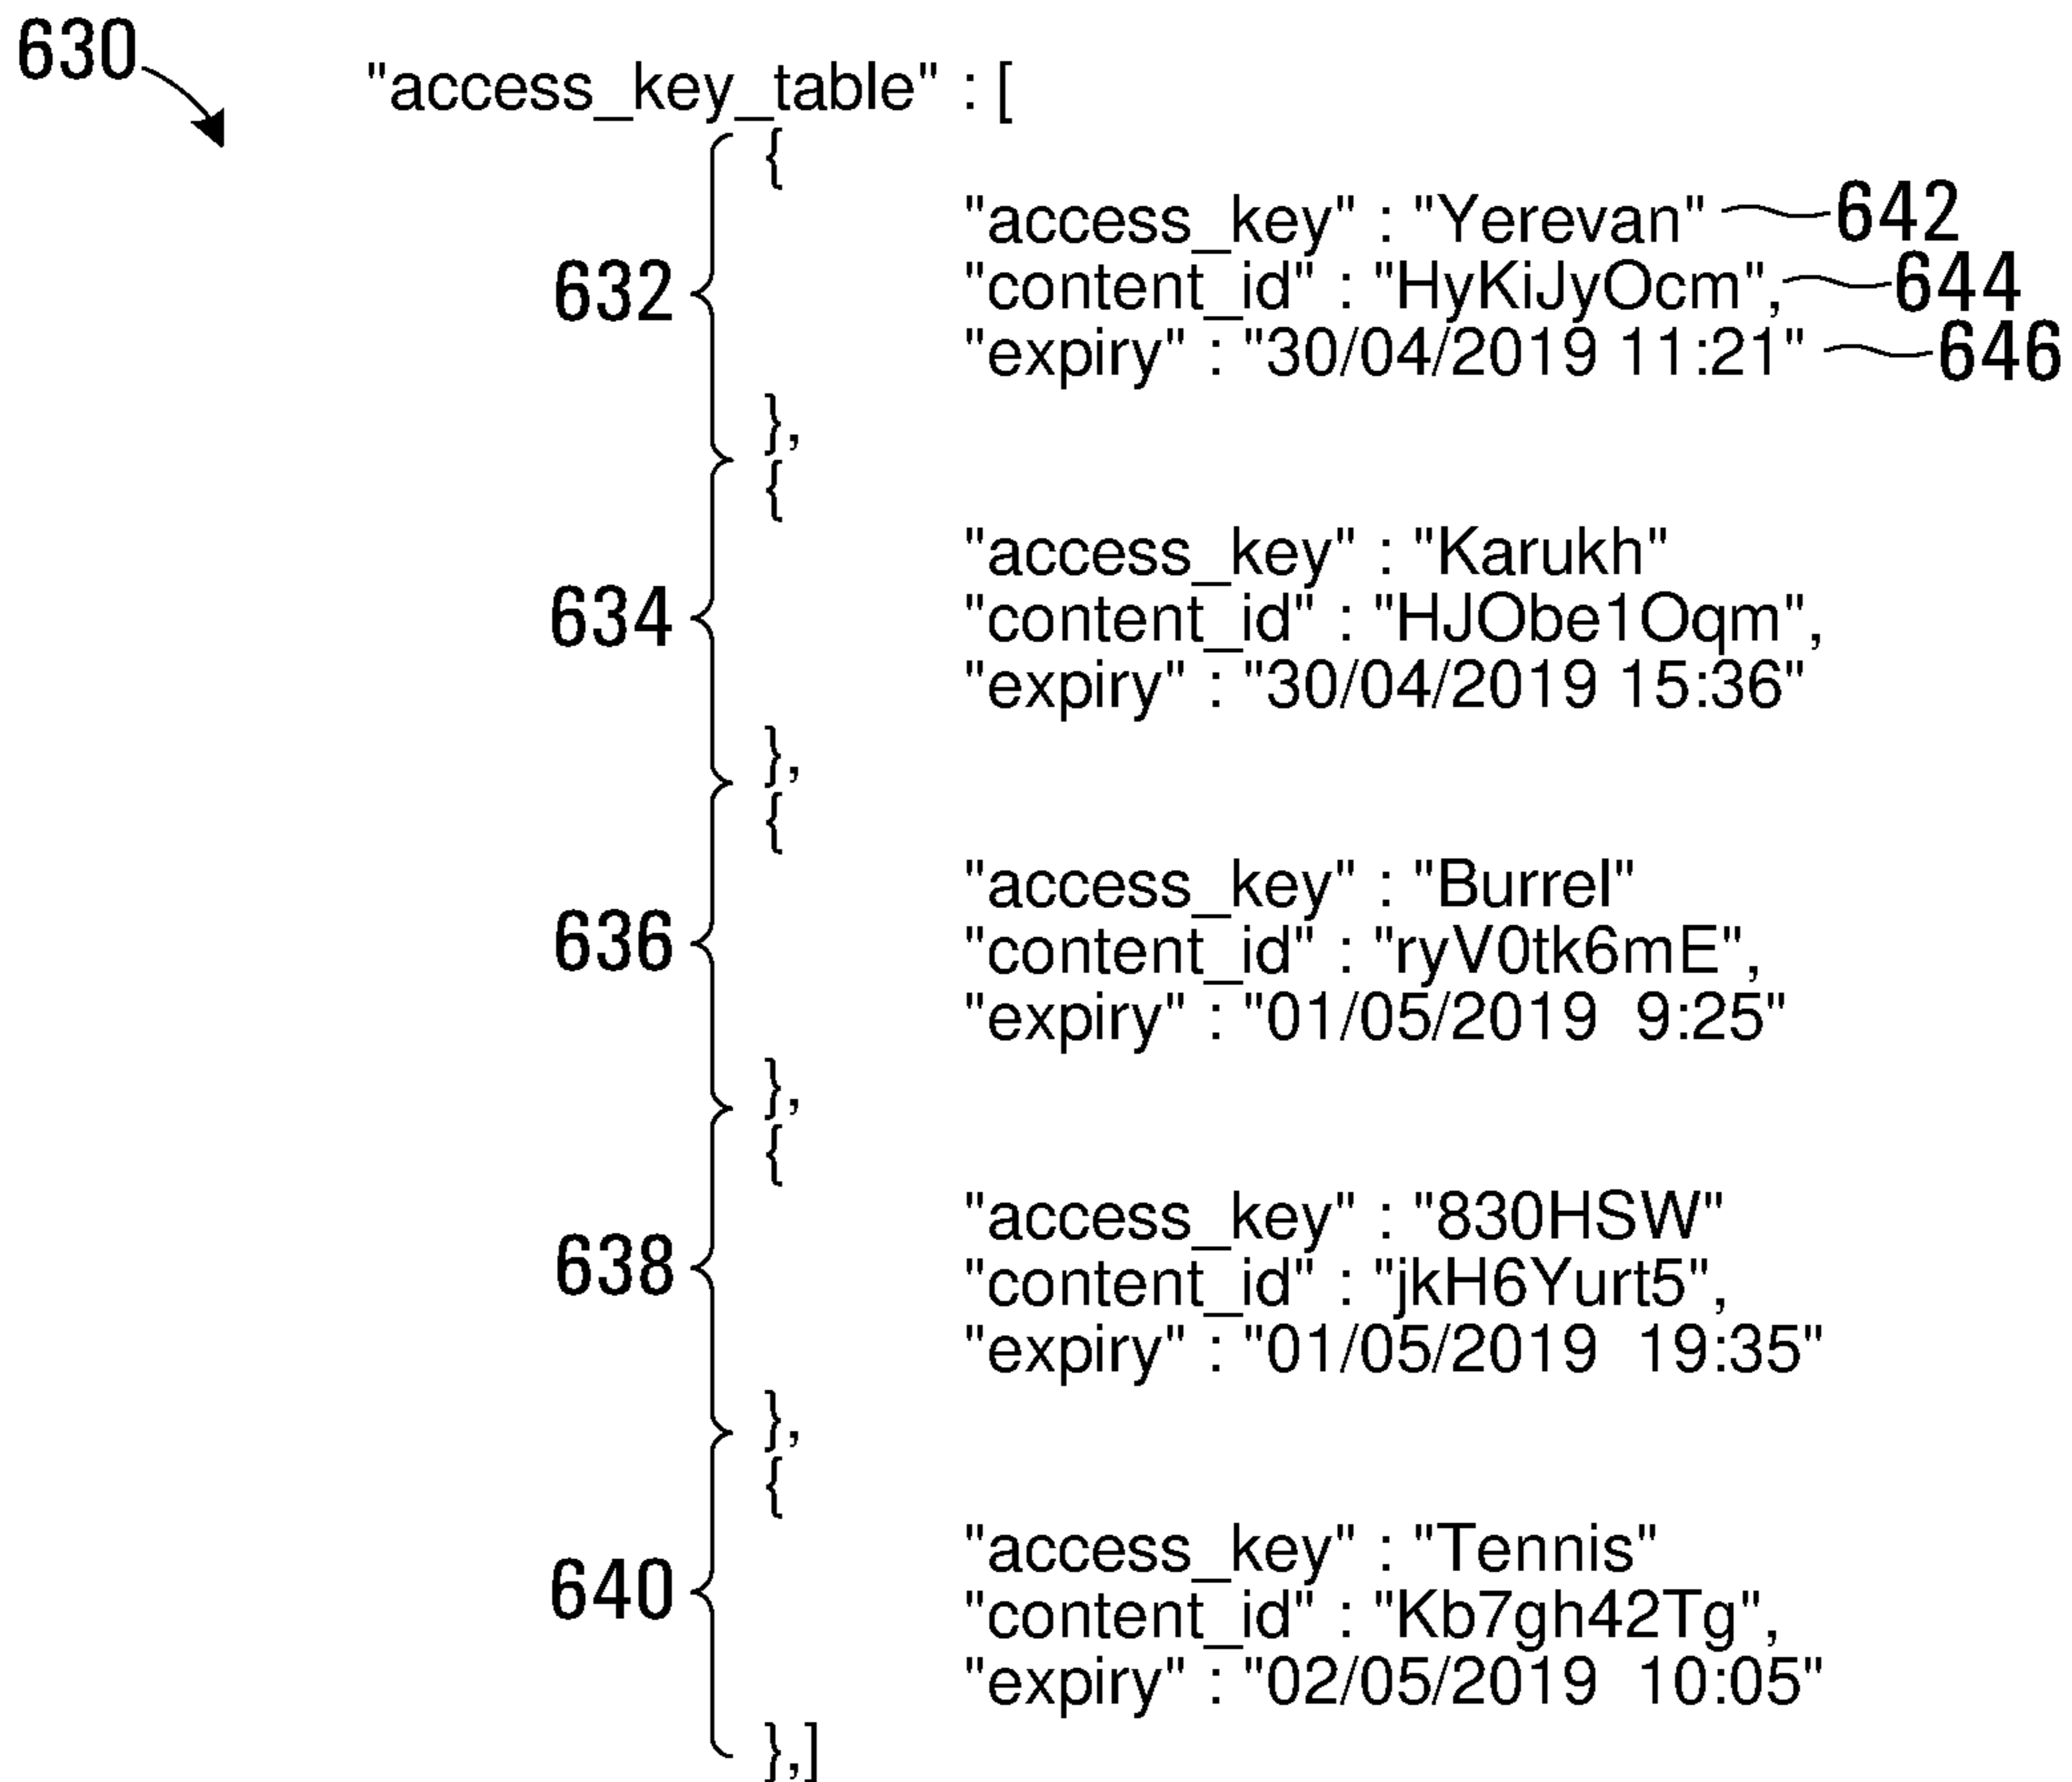 630
"access_key_table" : [
{
"access_key" : "Yerevan" 642
632 "content_id" : "HyKiJyOcm", 644
"expiry" : "30/04/2019 11:21" 646
},
{
"access_key" : "Karukh"
634 "content_id" : "HJObe1Oqm",
"expiry" : "30/04/2019 15:36"
},
{
"access_key" : "Burrel"
636 "content_id" : "ryV0tk6mE",
"expiry" : "01/05/2019  9:25"
},
{
"access_key" : "830HSW"
638 "content_id" : "jkH6Yurt5",
"expiry" : "01/05/2019  19:35"
},
{
"access_key" : "Tennis"
640 "content_id" : "Kb7gh42Tg",
"expiry" : "02/05/2019  10:05"
},]